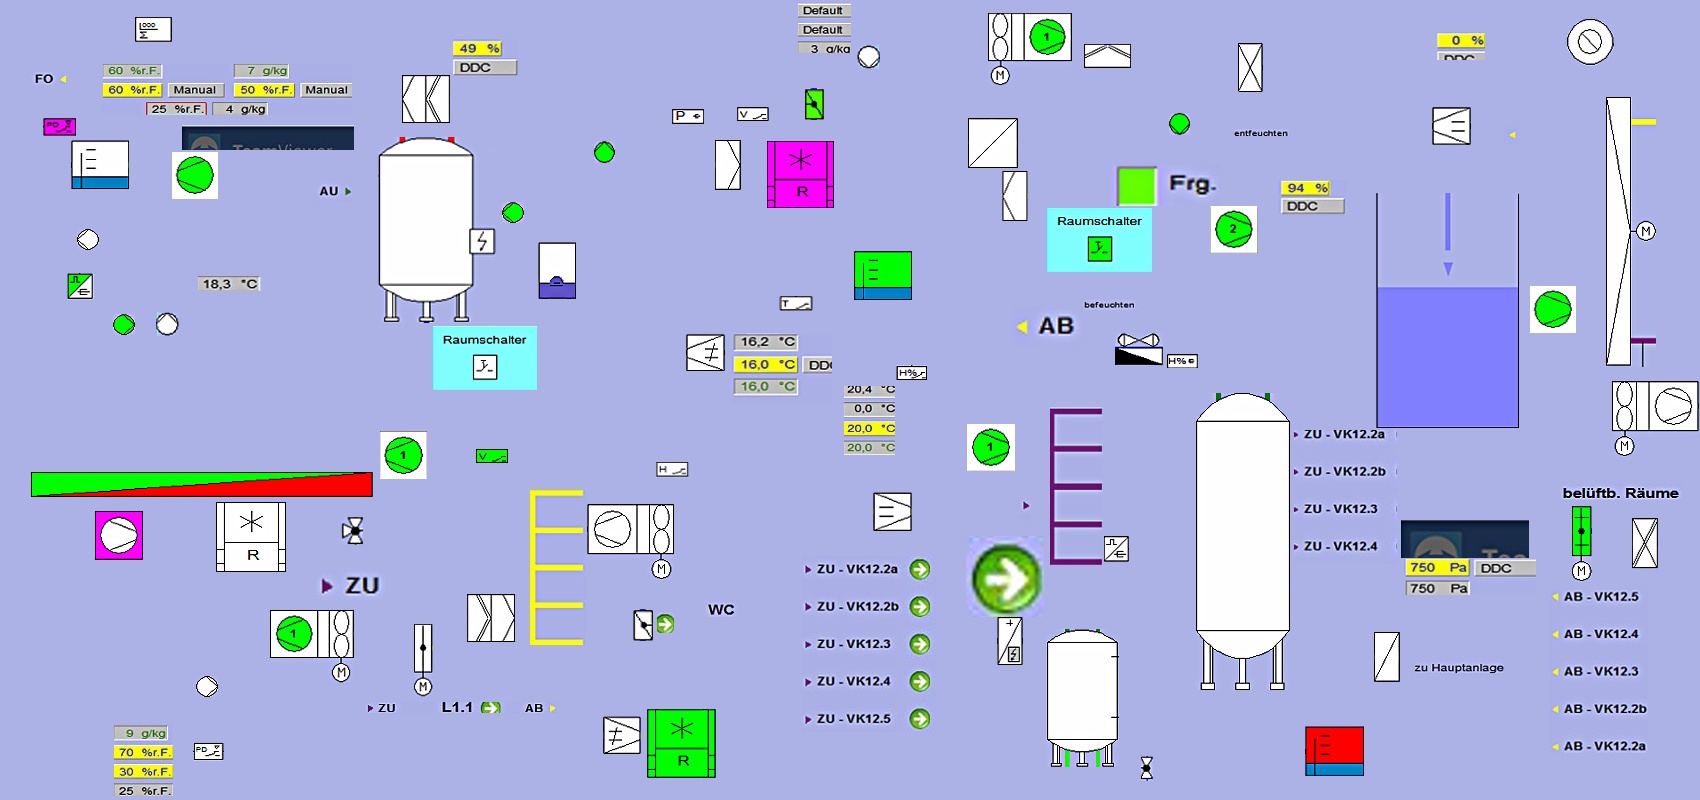 1000
Σ
FO
60 %r.F.
7 g/kg
60 %r.F.
Manual
50 %r.F.
Manual
25 %r.F.
4 g/kg
PD
TeamViewer
AU
49 %
DDC
Default
Default
3 g/kg
P
V
R
1
M
entfeuchten
Frg.
94 %
DDC
0 %
DDC
Raumschalter
2
M
18,3 °C
T
befeuchten
AB
H%
Raumschalter
16,2 °C
16,0 °C
DDC
16,0 °C
H%
20,4 °C
0,0 °C
20,0 °C
20,0 °C
M
1
V
H
1
ZU - VK12.2a
ZU - VK12.2b
ZU - VK12.3
ZU - VK12.4
belüftb. Räume
R
M
ZU
Tea
750 Pa
DDC
750 Pa
M
ZU - VK12.2a
ZU - VK12.2b
ZU - VK12.3
ZU - VK12.4
ZU - VK12.5
WC
AB - VK12.5
AB - VK12.4
AB - VK12.3
AB - VK12.2b
AB - VK12.2a
1
M
M
zu Hauptanlage
ZU
L1.1
AB
R
9 g/kg
70 %r.F.
30 %r.F.
25 %r.F.
PD